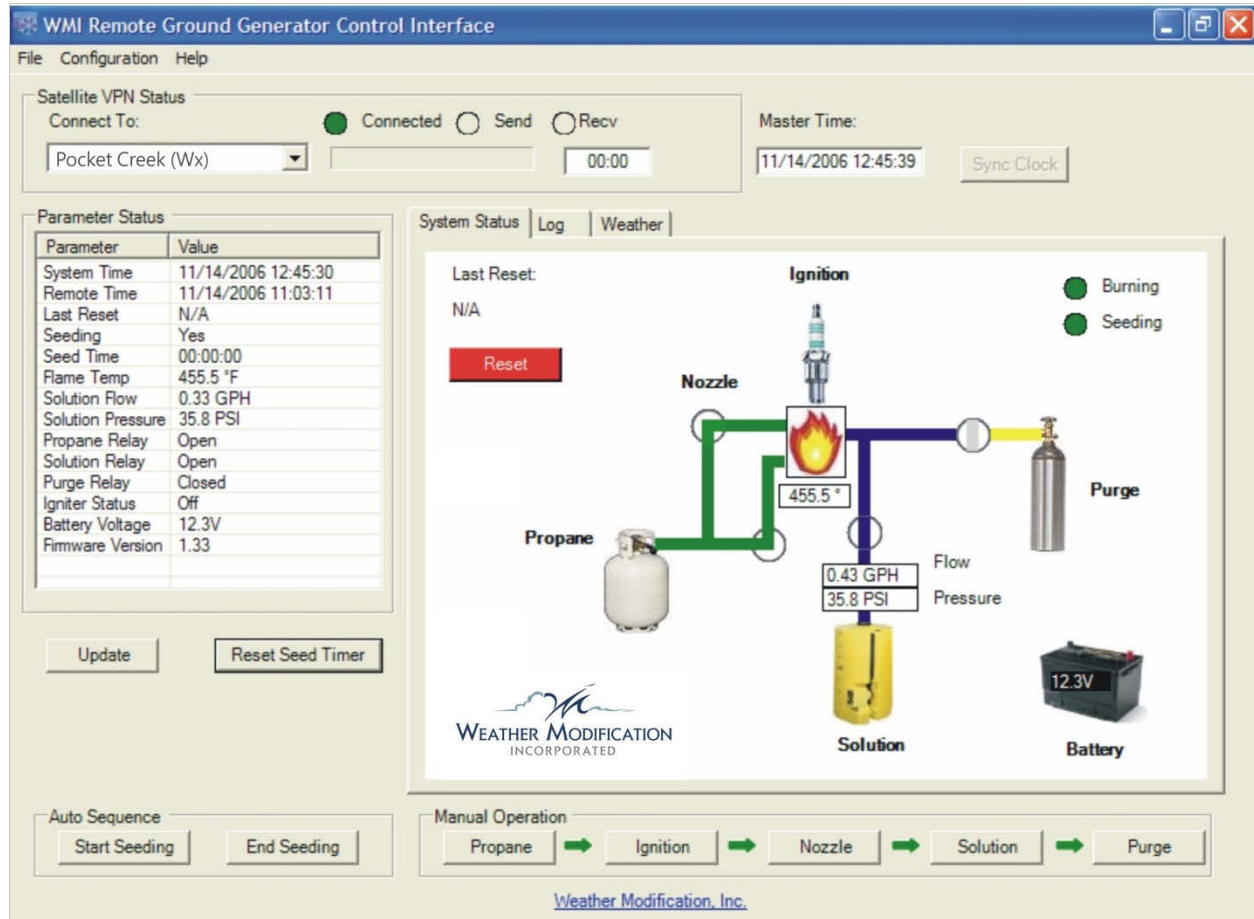 WMI Remote Ground Generator Control Interface
File Configuration Help
Satellite VPN Status
Connect To:
Connected Send Recv
Pocket Creek (Wx)
00:00
Master Time:
11/14/2006 12:45:39
Sync Clock
Parameter Status
Parameter Value
System Time 11/14/2006 12:45:30
Remote Time 11/14/2006 11:03:11
Last Reset N/A
Seeding Yes
Seed Time 00:00:00
Flame Temp 455.5 °F
Solution Flow 0.33 GPH
Solution Pressure 35.8 PSI
Propane Relay Open
Solution Relay Open
Purge Relay Closed
Igniter Status Off
Battery Voltage 12.3V
Firmware Version 1.33
Update
Reset Seed Timer
System Status Log Weather
Last Reset:
N/A
Reset
Ignition
Burning
Seeding
Nozzle
455.5 °
Purge
Propane
0.43 GPH Flow
35.8 PSI Pressure
12.3V
Solution
Battery
WEATHER MODIFICATION
INCORPORATED
Auto Sequence
Start Seeding End Seeding
Manual Operation
Propane Ignition Nozzle Solution Purge
Weather Modification, Inc.